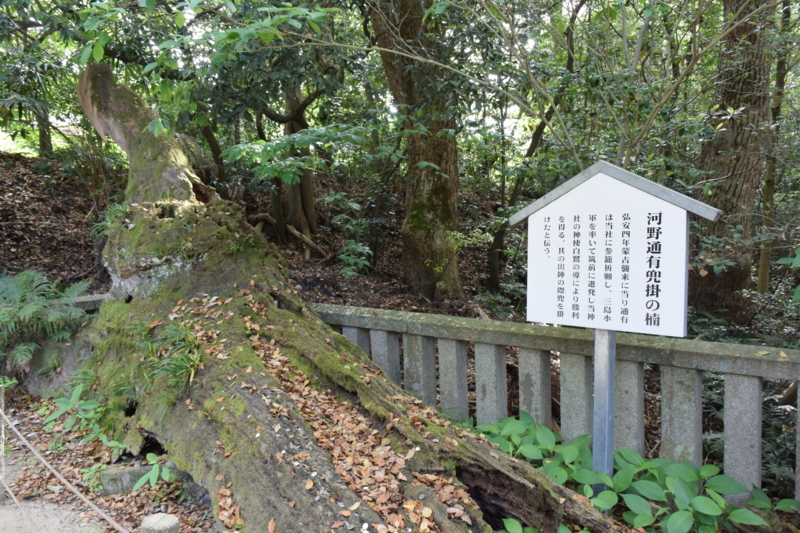 河野通有兜掛の楠
弘安四年蒙古襲来に当り通有
は当社に参籠祈願し、三島水
軍を率いて筑前に進発し当神
社の神使白鷺の導により勝利
を得る。其の出陣の際兜を掛
けたと伝う。